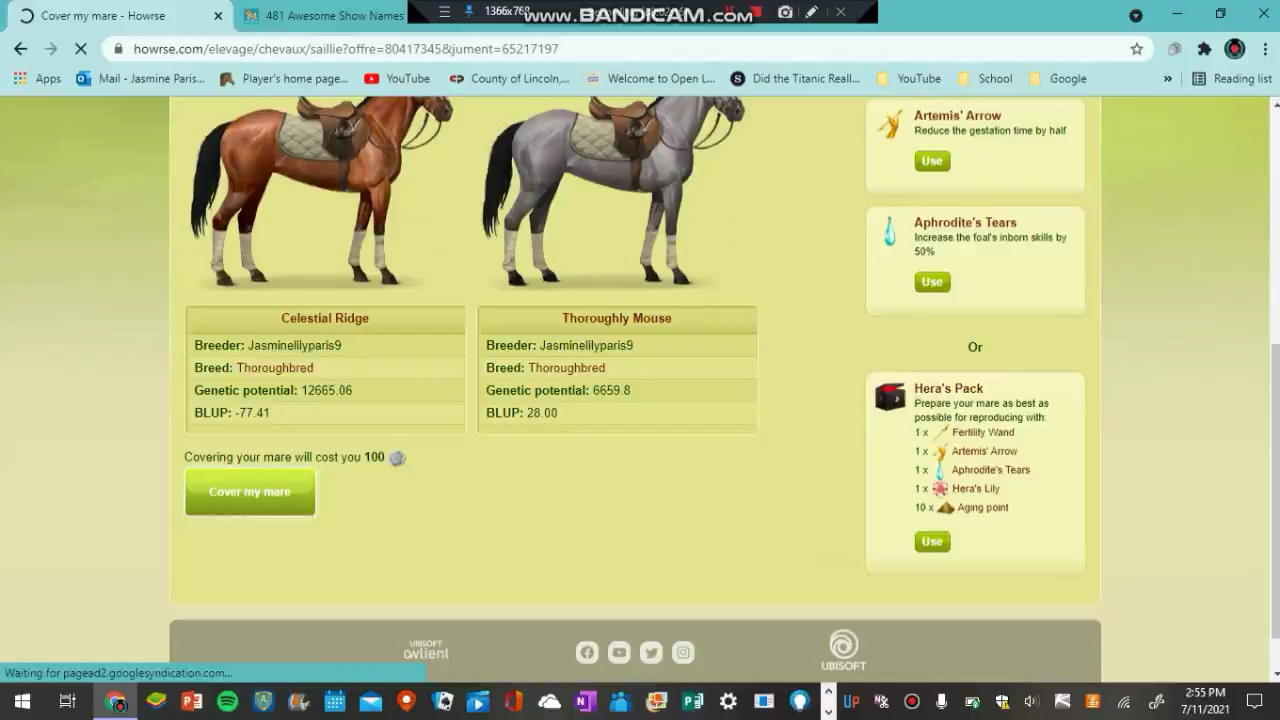 Cover my mare - Howrse
481 Awesome Show Names
1366x768
www.BANDICAM.com
howrse.com/elevage/chevaux/saillie?offre=80417345&jument=65217197
Apps
Mail - Jasmine Paris...
Player's home page...
YouTube
County of Lincoln,...
Welcome to Open L...
Did the Titanic Reall...
YouTube
School
Google
»
Reading list
Artemis' Arrow
Reduce the gestation time by half
Use
Aphrodite's Tears
Increase the foal's inborn skills by
50%
Use
Celestial Ridge
Breeder: Jasminelilyparis9
Breed: Thoroughbred
Genetic potential: 12665.06
BLUP: -77.41
Thoroughly Mouse
Breeder: Jasminelilyparis9
Breed: Thoroughbred
Genetic potential: 6659.8
BLUP: 28.00
Or
Hera's Pack
Prepare your mare as best as
possible for reproducing with:
1 x Fertility Wand
1 x Artemis' Arrow
1 x Aphrodite's Tears
1 x Hera's Lily
10 x Aging point
Use
Covering your mare will cost you 100
Cover my mare
UBISOFT
owlient
UBISOFT
Waiting for pagead2.googlesyndication.com...
Up
2:55 PM
7/11/2021